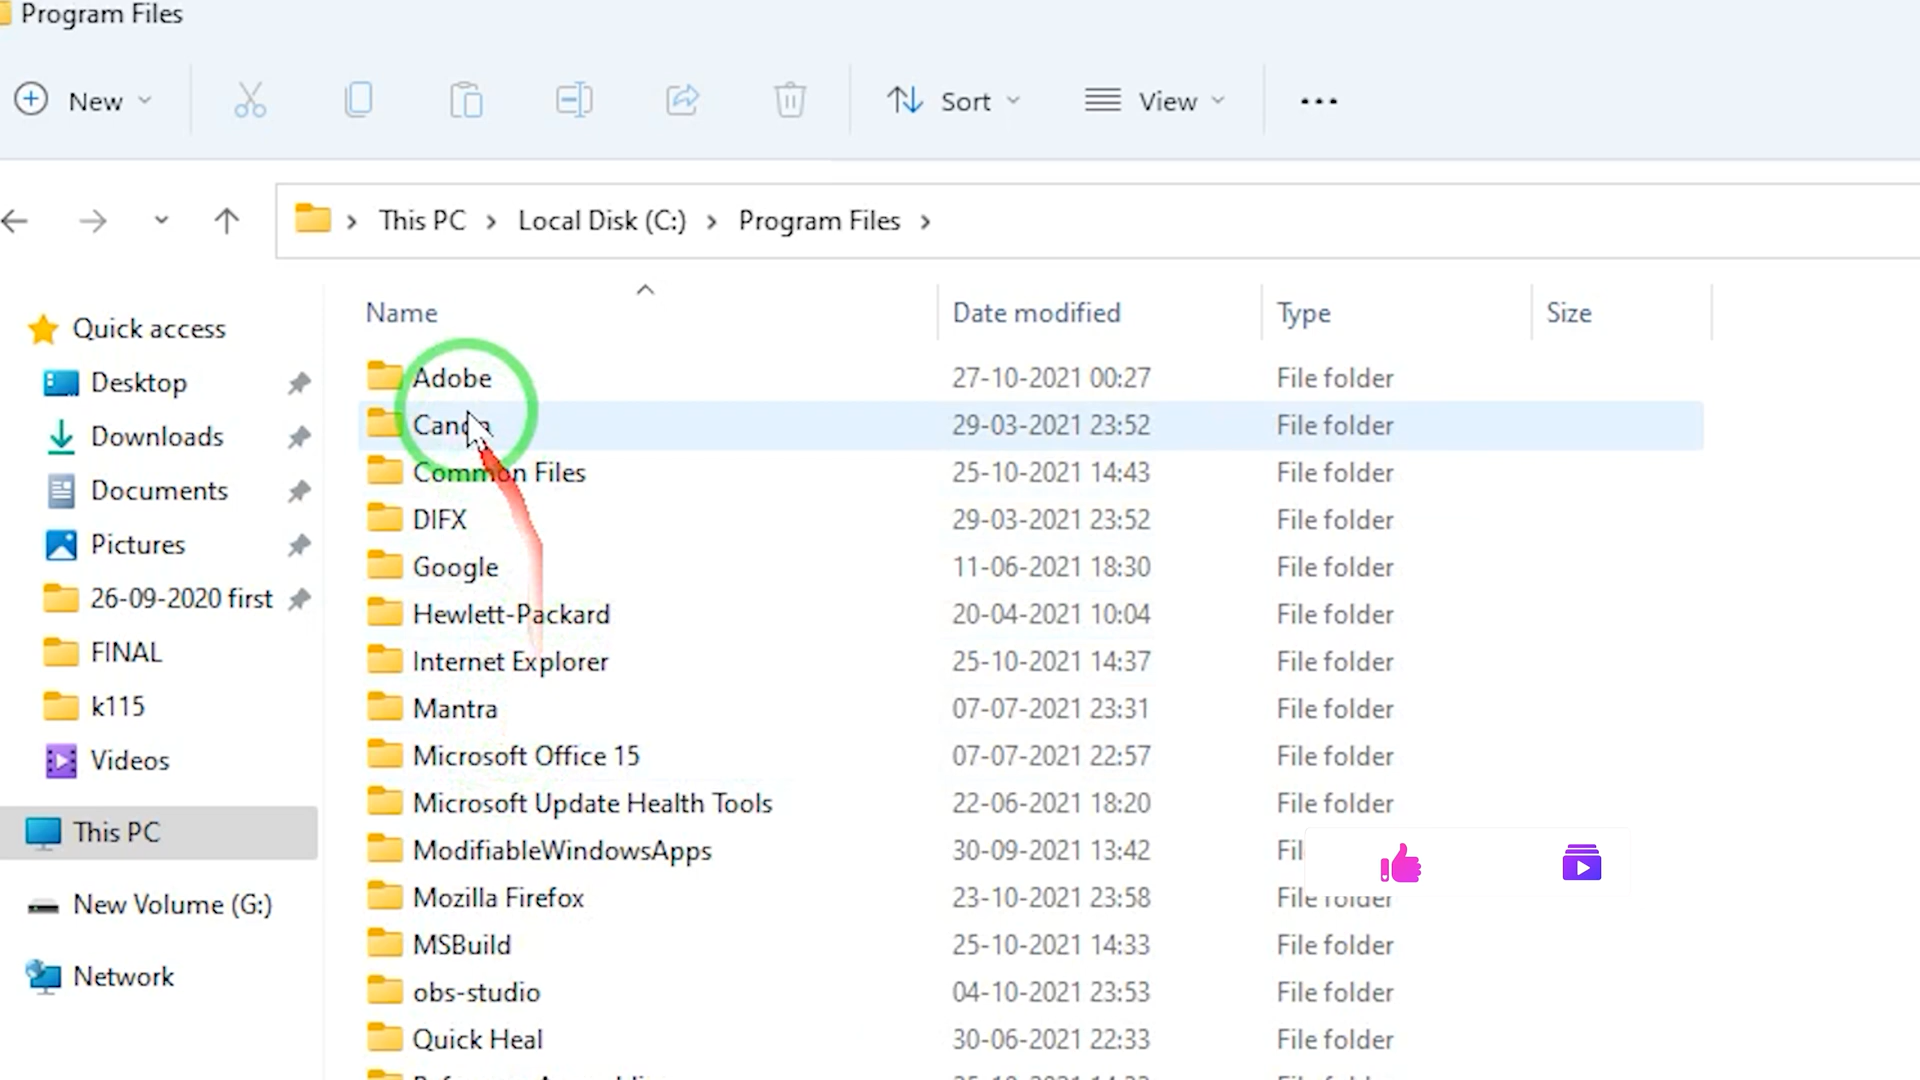 Program Files
New
Sort
View
This PC > Local Disk (C:) > Program Files >
Name
Date modified
Type
Size
Quick access
Desktop
Downloads
Documents
Pictures
26-09-2020 first
FINAL
k115
Videos
This PC
New Volume (G:)
Network
Adobe 27-10-2021 00:27 File folder
29-03-2021 23:52 File folder
Common Files 25-10-2021 14:43 File folder
DIFX 29-03-2021 23:52 File folder
Google 11-06-2021 18:30 File folder
Hewlett-Packard 20-04-2021 10:04 File folder
Internet Explorer 25-10-2021 14:37 File folder
Mantra 07-07-2021 23:31 File folder
Microsoft Office 15 07-07-2021 22:57 File folder
Microsoft Update Health Tools 22-06-2021 18:20 File folder
ModifiableWindowsApps 30-09-2021 13:42
Mozilla Firefox 23-10-2021 23:58 File folder
MSBuild 25-10-2021 14:33 File folder
obs-studio 04-10-2021 23:53 File folder
Quick Heal 30-06-2021 22:33 File folder